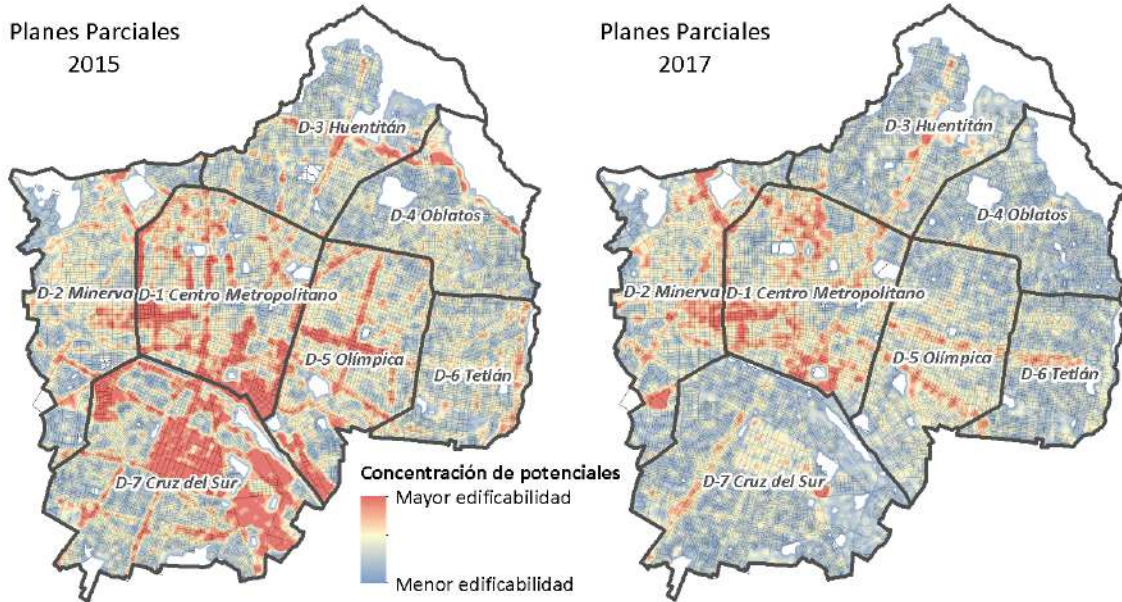 Planes Parciales
2015
D-3 Huentitán
D-4 Oblatos
D-2 Minerva
D-1 Centro Metropolitano
D-5 Olímpica
D-6 Tetlán
D-7 Cruz del Sur
Concentración de potenciales
Mayor edificabilidad
Menor edificabilidad
Planes Parciales
2017
D-3 Huentitán
D-4 Oblatos
D-2 Minerva
D-1 Centro Metropolitano
D-5 Olímpica
D-6 Tetlán
D-7 Cruz del Sur